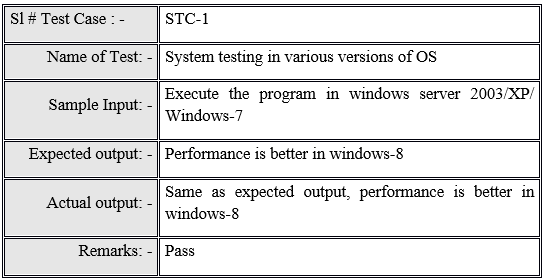 Sl # Test Case : - STC-1
Name of Test: - System testing in various versions of OS
Sample Input: - Execute the program in windows server 2003/XP/
Windows-7
Expected output: - Performance is better in windows-8
Actual output: - Same as expected output, performance is better in
windows-8
Remarks: - Pass